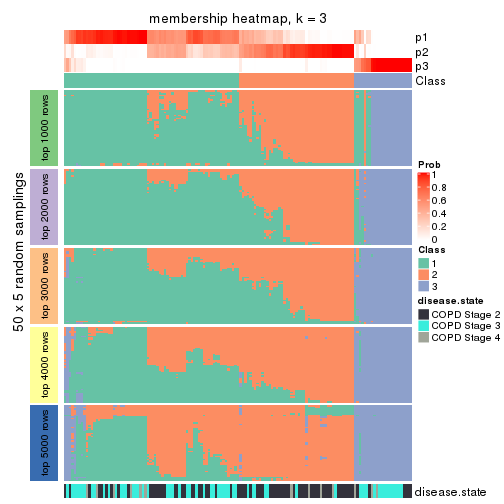 membership heatmap, k = 3
p1
p2
p3
Class
50 x 5 random samplings
top 1000 rows
top 2000 rows
top 3000 rows
top 4000 rows
top 5000 rows
Prob
1
0.8
0.6
0.4
0.2
0
Class
1
2
3
disease.state
COPD Stage 2
COPD Stage 3
COPD Stage 4
disease.state